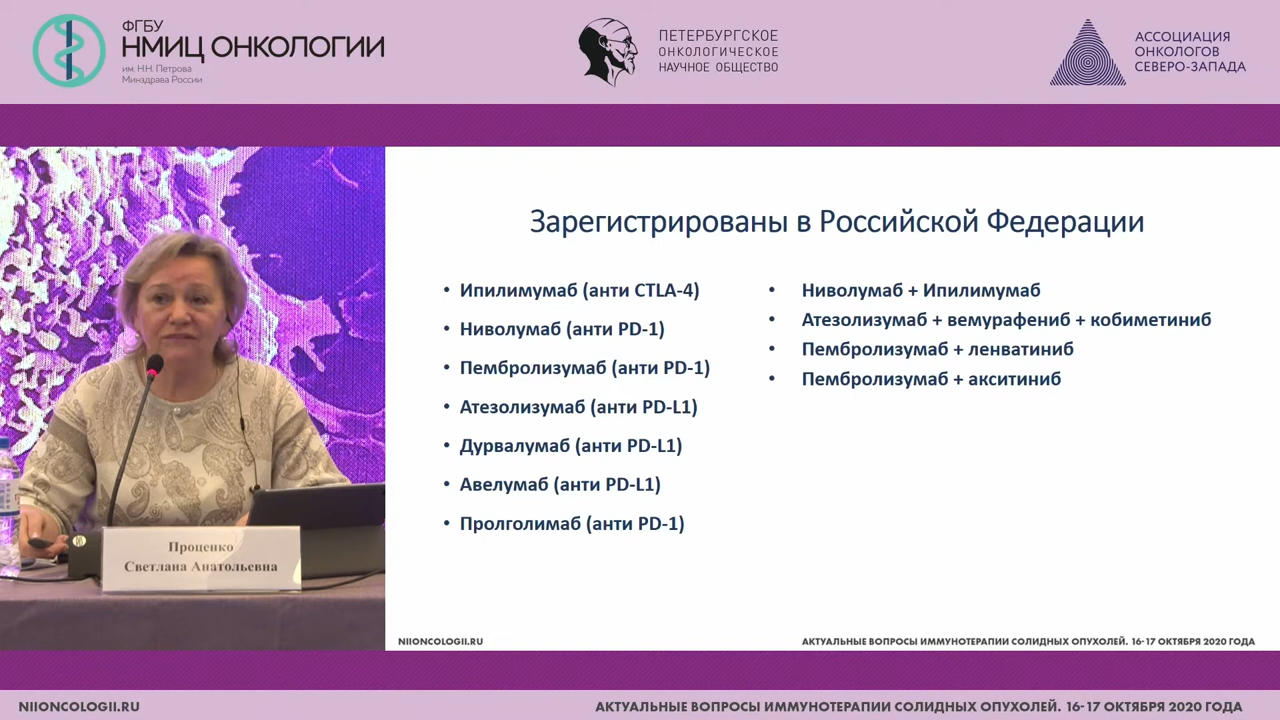 ФГБУ
НМИЦ ОНКОЛОГИИ
им. Н.Н. Петрова
Минздрава России
ПЕТЕРБУРГСКОЕ
ОНКОЛОГИЧЕСКОЕ
НАУЧНОЕ ОБЩЕСТВО
АССОЦИАЦИЯ
ОНКОЛОГОВ
СЕВЕРО-ЗАПАДА
Зарегистрированы в Российской Федерации
• Ипилимумаб (анти CTLA-4)
• Ниволумаб (анти PD-1)
• Пембролизумаб (анти PD-1)
• Атезолизумаб (анти PD-L1)
• Дурвалумаб (анти PD-L1)
• Авелумаб (анти PD-L1)
• Пролголимаб (анти PD-1)
• Ниволумаб + Ипилимумаб
• Атезолизумаб + вемурафениб + кобиметиниб
• Пембролизумаб + ленватиниб
• Пембролизумаб + акситиниб
Проценко
Светлана Анатольевна
NIIONCOLOGII.RU
АКТУАЛЬНЫЕ ВОПРОСЫ ИММУНОТЕРАПИИ СОЛИДНЫХ ОПУХОЛЕЙ. 16-17 ОКТЯБРЯ 2020 ГОДА
NIIONCOLOGII.RU
АКТУАЛЬНЫЕ ВОПРОСЫ ИММУНОТЕРАПИИ СОЛИДНЫХ ОПУХОЛЕЙ. 16-17 ОКТЯБРЯ 2020 ГОДА